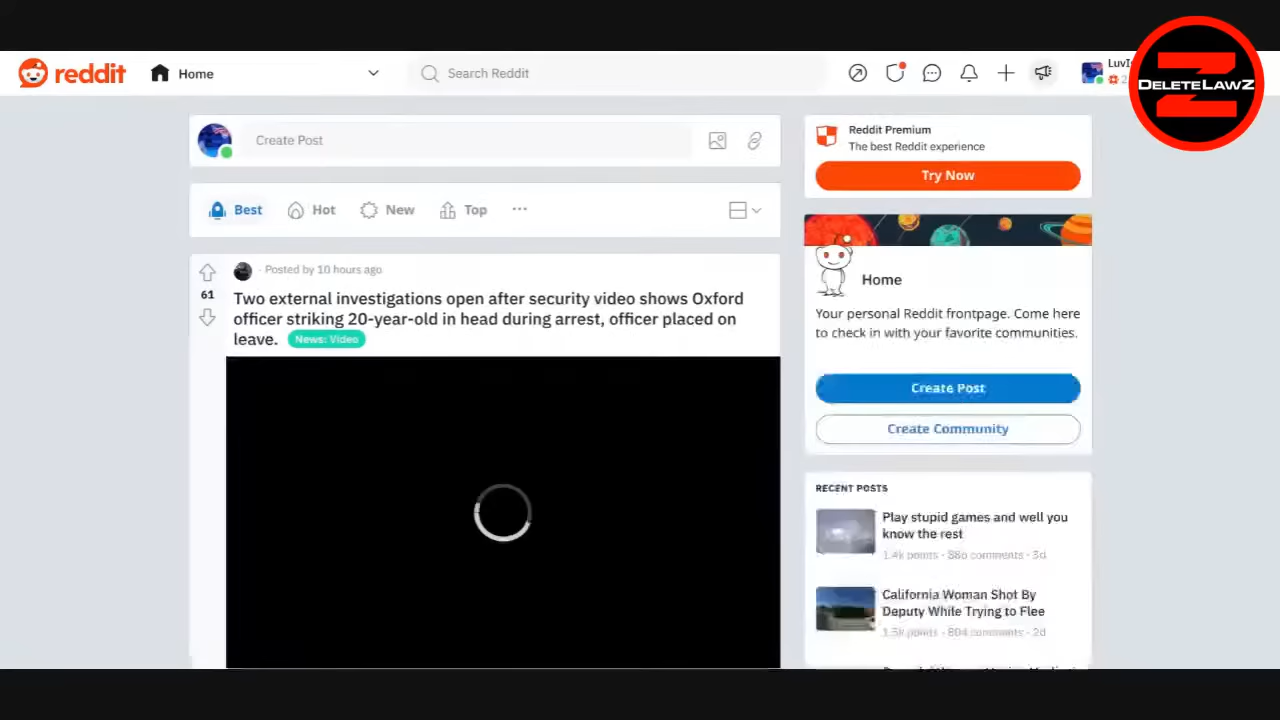 reddit
Home
Search Reddit
DELETELAWZ
Create Post
Best
Hot
New
Top
61
Posted by 10 hours ago
Two external investigations open after security video shows Oxford
officer striking 20-year-old in head during arrest, officer placed on
leave. News: Video
Reddit Premium
The best Reddit experience
Try Now
Home
Your personal Reddit frontpage. Come here
to check in with your favorite communities.
Create Post
Create Community
RECENT POSTS
Play stupid games and well you
know the rest
1.4k points · 886 comments · 3d
California Woman Shot By
Deputy While Trying to Flee
1.5k points · 804 comments · 2d